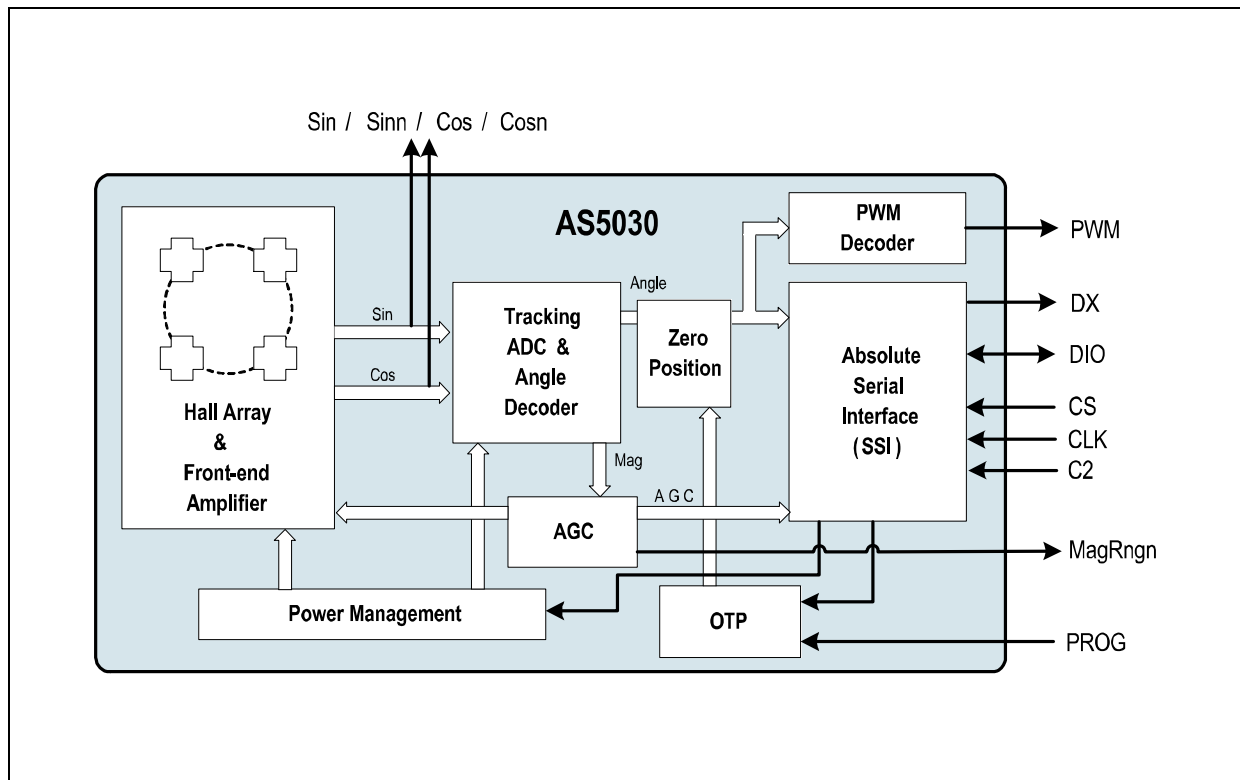 Sin / Sinn / Cos / Cosn
AS5030
PWM
Decoder
PWM
Hall Array
&
Front-end
Amplifier
Sin
Cos
Tracking
ADC &
Angle
Decoder
Angle
Zero
Position
Absolute
Serial
Interface
(SSI)
DX
DIO
CS
CLK
C2
Mag
AGC
AGC
MagRngn
Power Management
OTP
PROG